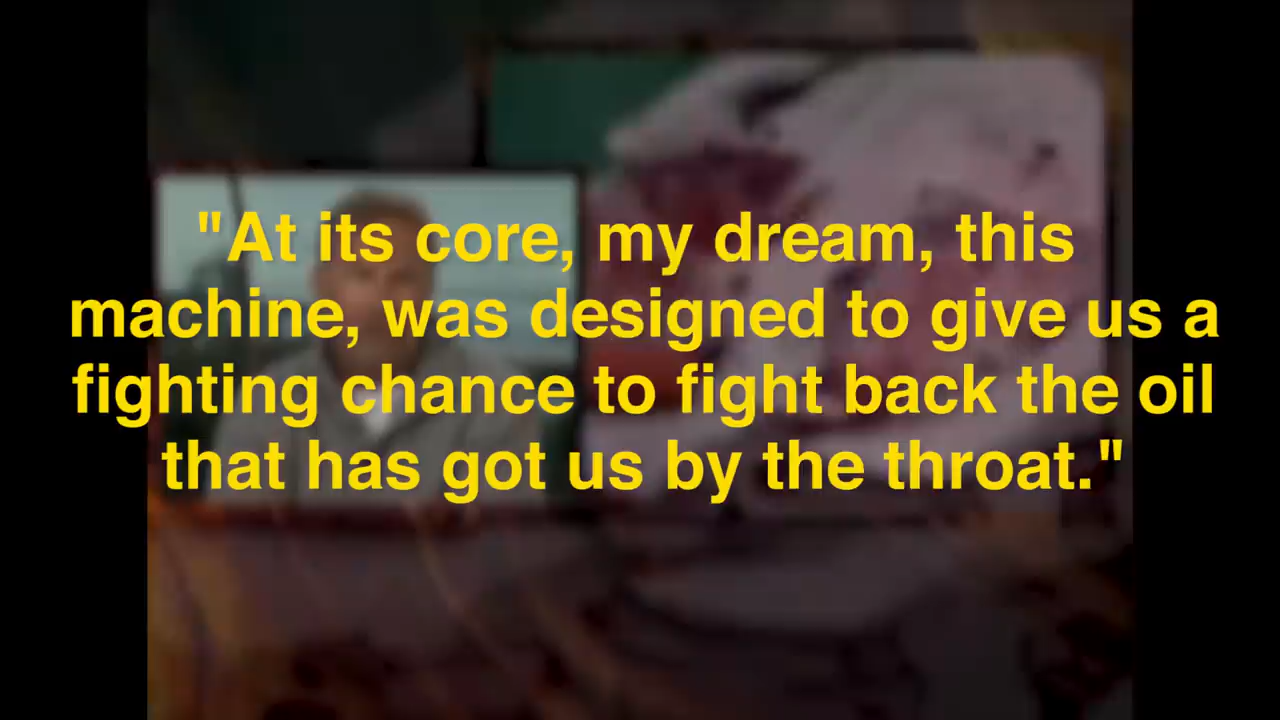 "At its core, my dream, this
machine, was designed to give us a
fighting chance to fight back the oil
that has got us by the throat."